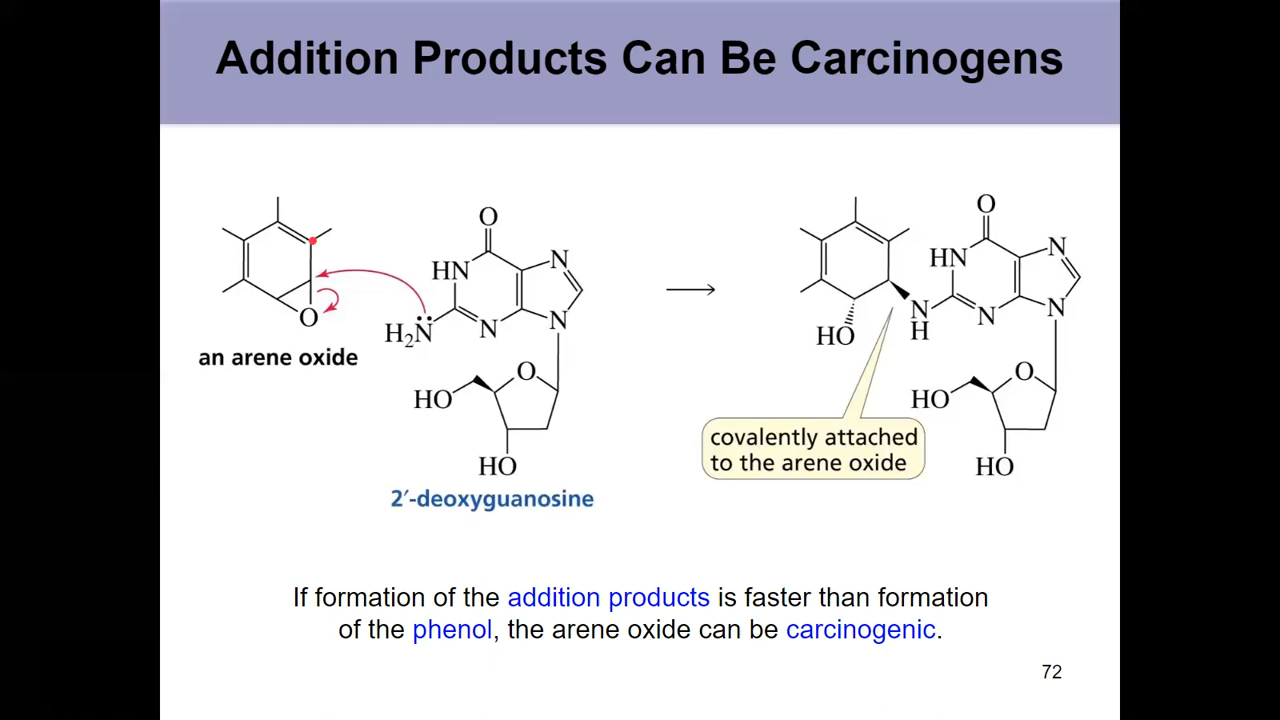 Addition Products Can Be Carcinogens
O
HN
N
O
H₂N
N
N
an arene oxide
O
HO
HO
2′-deoxyguanosine
O
HN
N
HO
N
H
N
N
O
HO
HO
covalently attached
to the arene oxide
If formation of the addition products is faster than formation
of the phenol, the arene oxide can be carcinogenic.
72